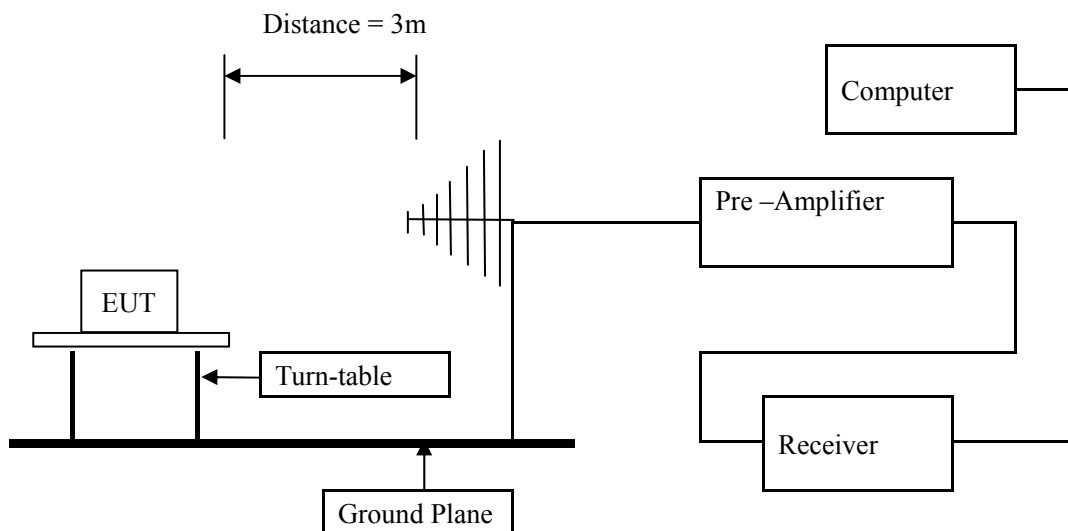 Distance = 3m
Computer
Pre –Amplifier
EUT
Turn-table
Receiver
Ground Plane